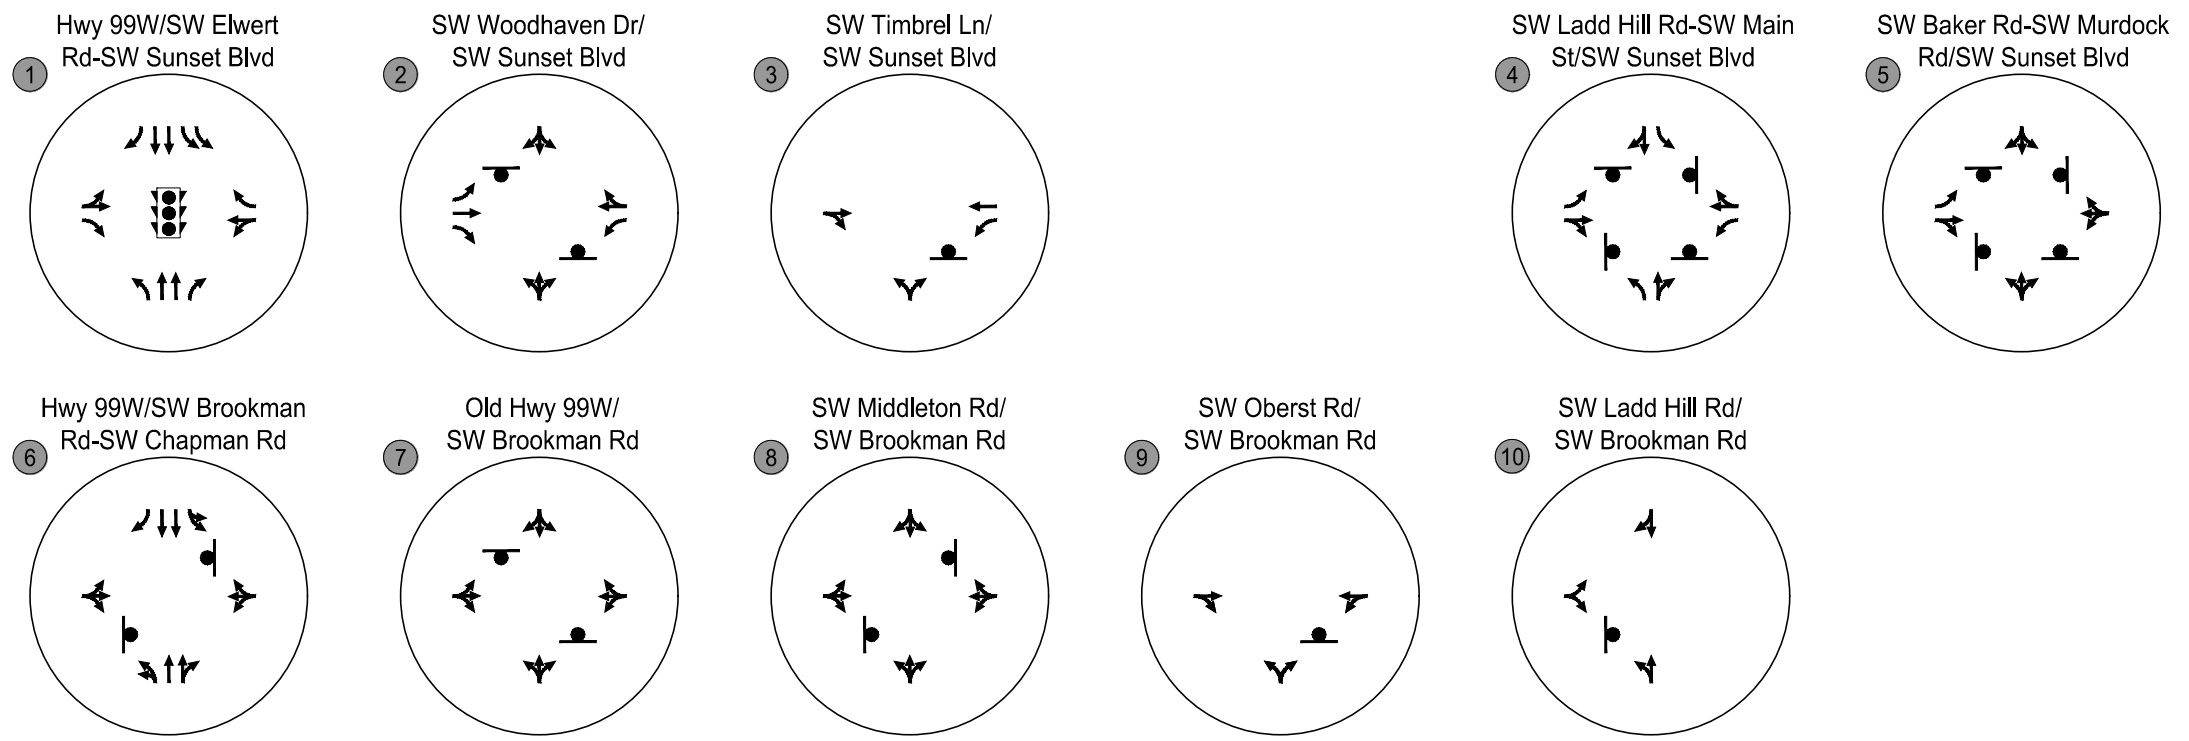 Hwy 99W/SW Elwert
Rd-SW Sunset Blvd
1
SW Woodhaven Dr/
SW Sunset Blvd
2
SW Timbrel Ln/
SW Sunset Blvd
3
SW Ladd Hill Rd-SW Main
St/SW Sunset Blvd
4
SW Baker Rd-SW Murdock
Rd/SW Sunset Blvd
5
Hwy 99W/SW Brookman
Rd-SW Chapman Rd
6
Old Hwy 99W/
SW Brookman Rd
7
SW Middleton Rd/
SW Brookman Rd
8
SW Oberst Rd/
SW Brookman Rd
9
SW Ladd Hill Rd/
SW Brookman Rd
10